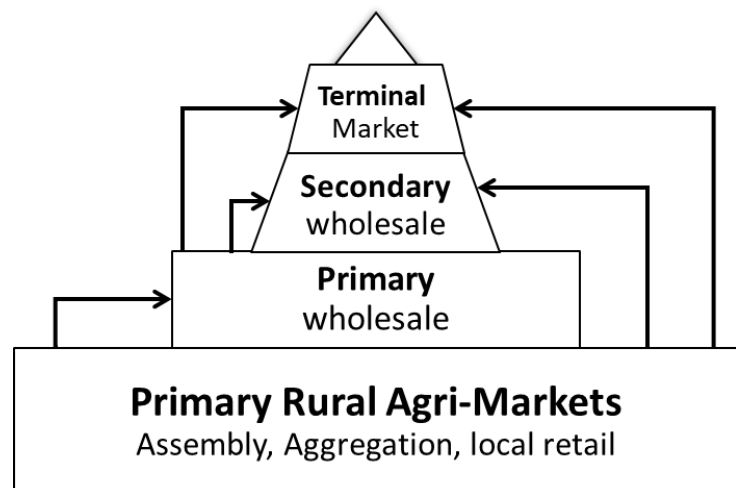 Terminal
Market
Secondary
wholesale
Primary
wholesale
Primary Rural Agri-Markets
Assembly, Aggregation, local retail